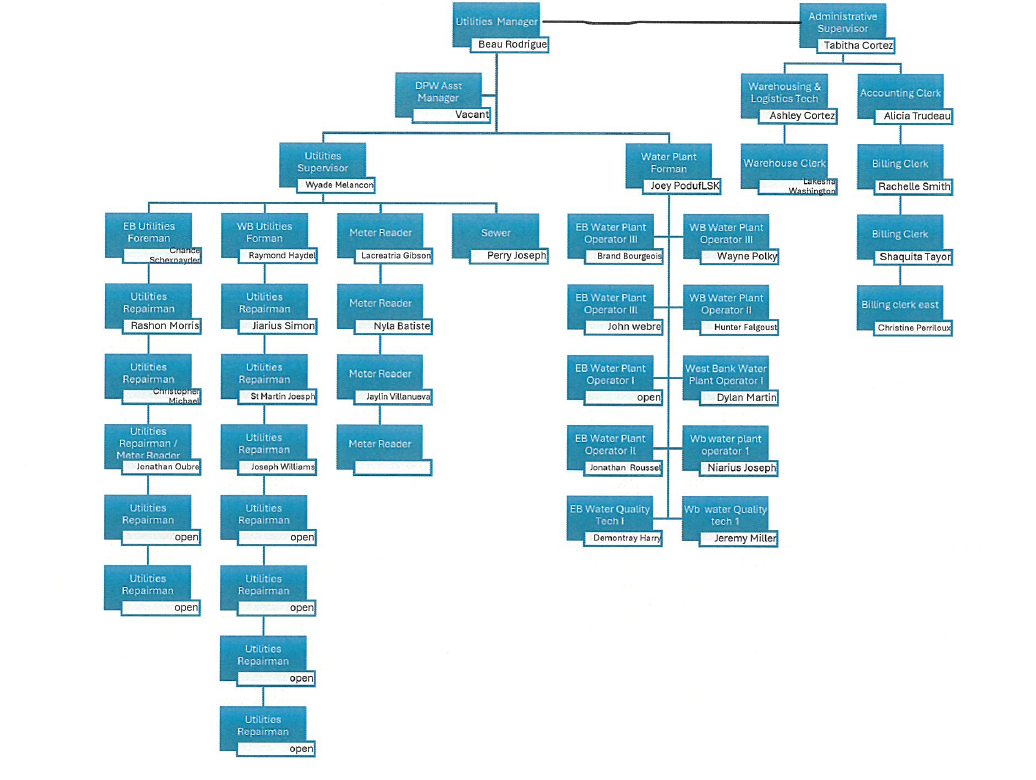 Utilities Manager
Beau Rodrigue
Administrative
Supervisor
Tabitha Cortez
DPW Asst
Manager
Vacant
Warehousing &
Logistics Tech
Ashley Cortez
Accounting Clerk
Alicia Trudeau
Utilities
Supervisor
Wyade Melancon
Water Plant
Forman
Joey PodufLSK
Warehouse Clerk
Lakesha
Washington
Billing Clerk
Rachelle Smith
EB Utilities
Foreman
Chance
Schexnayder
WB Utilities
Forman
Raymond Haydel
Meter Reader
Lacreatria Gibson
Sewer
Perry Joseph
EB Water Plant
Operator III
Brand Bourgeois
WB Water Plant
Operator III
Wayne Polky
Billing Clerk
Shaquita Tayor
Utilities
Repairman
Rashon Morris
Utilities
Repairman
Jiarius Simon
Meter Reader
Nyla Batiste
EB Water Plant
Operator III
John webre
WB Water Plant
Operator II
Hunter Falgoust
Billing clerk east
Christine Perriloux
Utilities
Repairman
Christopher
Michael
Utilities
Repairman
St Martin Joesph
Meter Reader
Jaylin Villanueva
EB Water Plant
Operator I
open
West Bank Water
Plant Operator I
Dylan Martin
Utilities
Repairman /
Meter Reader
Jonathan Oubre
Utilities
Repairman
Joseph Williams
Meter Reader
EB Water Plant
Operator II
Jonathan Roussel
Wb water plant
operator 1
Niarius Joseph
Utilities
Repairman
open
Utilities
Repairman
open
EB Water Quality
Tech I
Demontray Harry
Wb water Quality
tech 1
Jeremy Miller
Utilities
Repairman
open
Utilities
Repairman
open
Utilities
Repairman
open
Utilities
Repairman
open